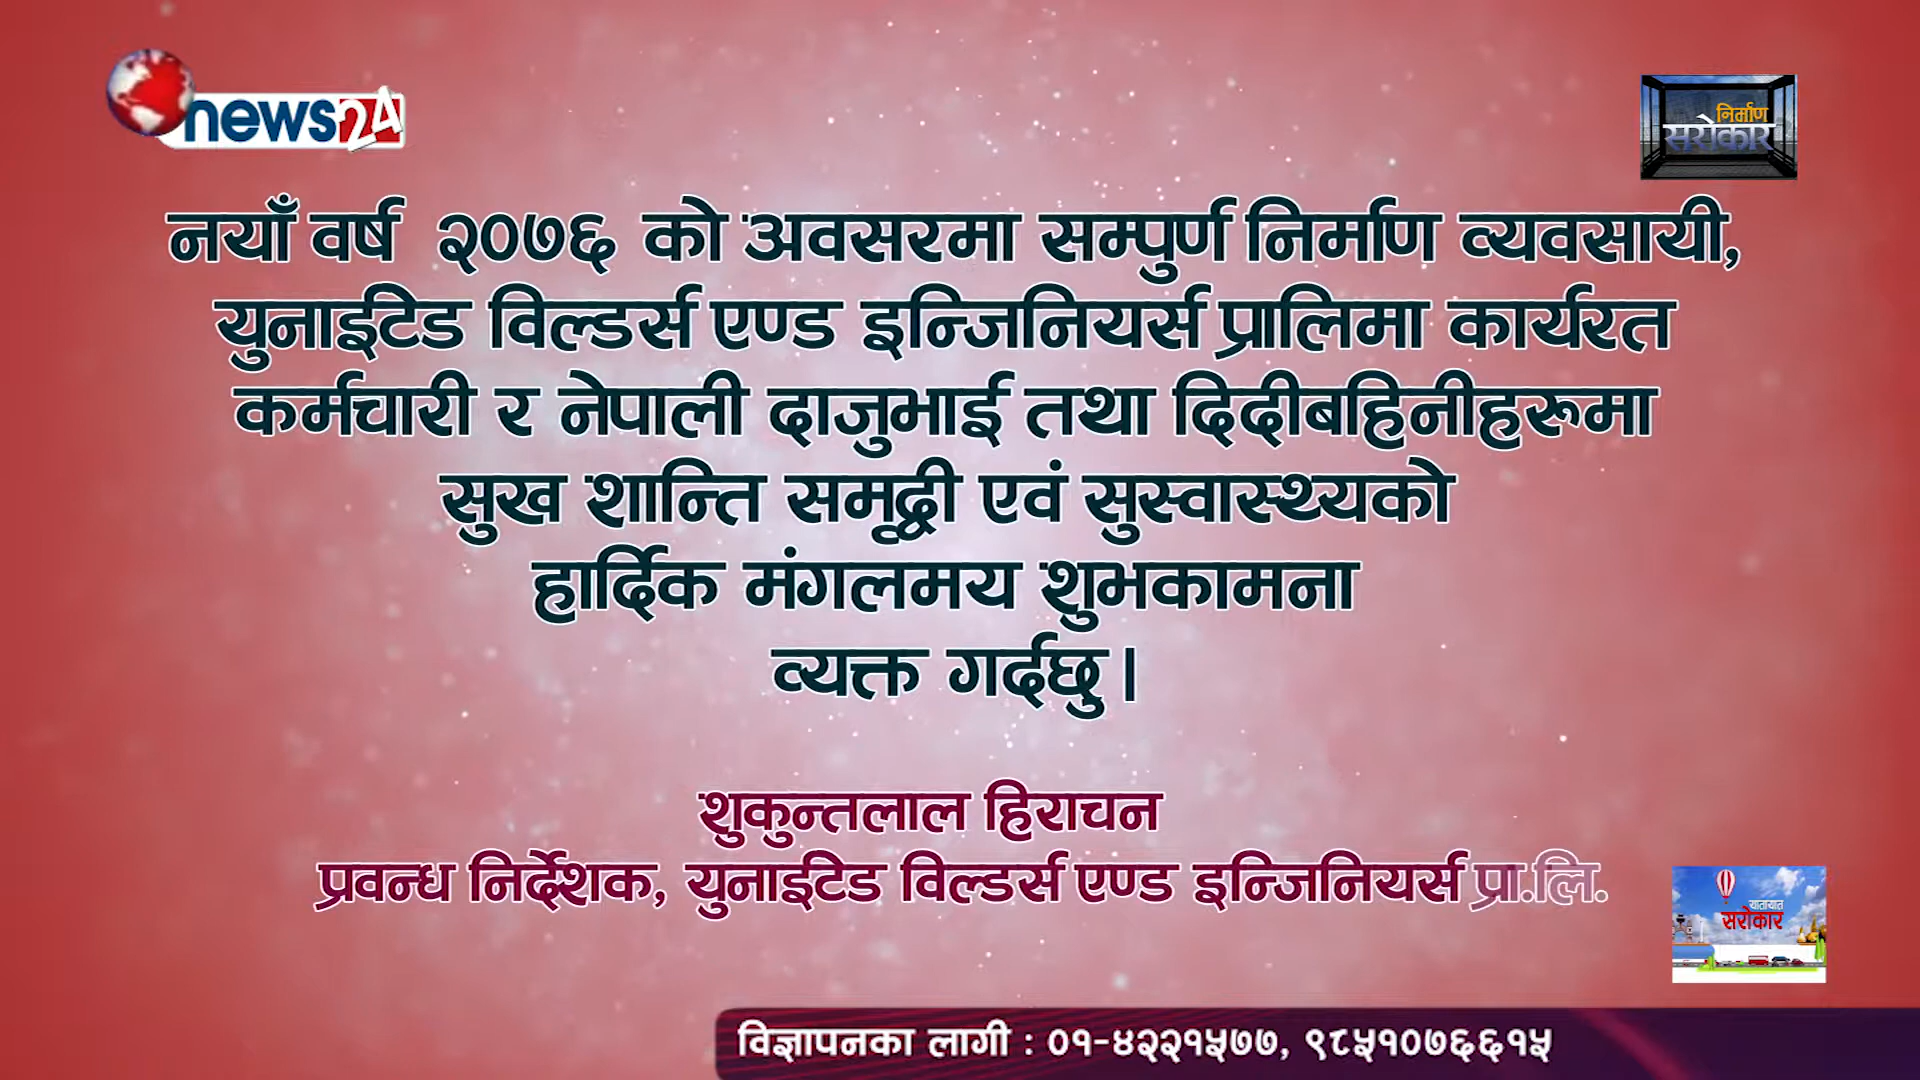 news24
निर्माण
सरोकार
नयाँ वर्ष २०७६ को अवसरमा सम्पुर्ण निर्माण व्यवसायी,
युनाइटिड विल्डर्स एण्ड इन्जिनियर्स प्रालिमा कार्यरत
कर्मचारी र नेपाली दाजुभाई तथा दिदीबहिनीहरूमा
सुख शान्ति समृद्धी एवं सुस्वास्थ्यको
हार्दिक मंगलमय शुभकामना
व्यक्त गर्दछु।
शुकुन्तलाल हिराचन
प्रवन्ध निर्देशक, युनाइटिड विल्डर्स एण्ड इन्जिनियर्स प्रा.लि.
यातायात
सरोकार
विज्ञापनका लागी : ०१-४२२१५७७, ९८५१०७६६१५